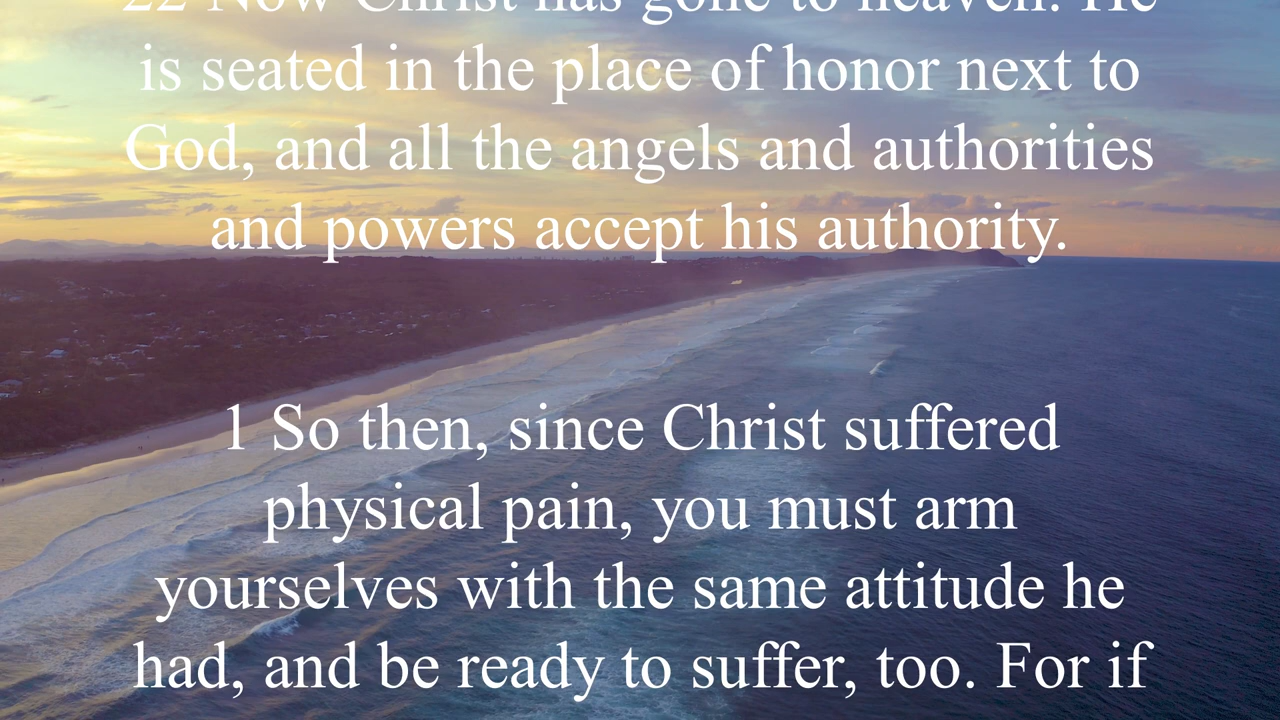 22 Now Christ has gone to heaven. He
is seated in the place of honor next to
God, and all the angels and authorities
and powers accept his authority.
1 So then, since Christ suffered
physical pain, you must arm
yourselves with the same attitude he
had, and be ready to suffer, too. For if